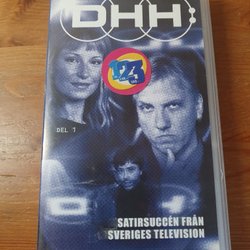 DHH:
123
DEL 1
SATIRSUCCÉN FRÅN
SVERIGES TELEVISION